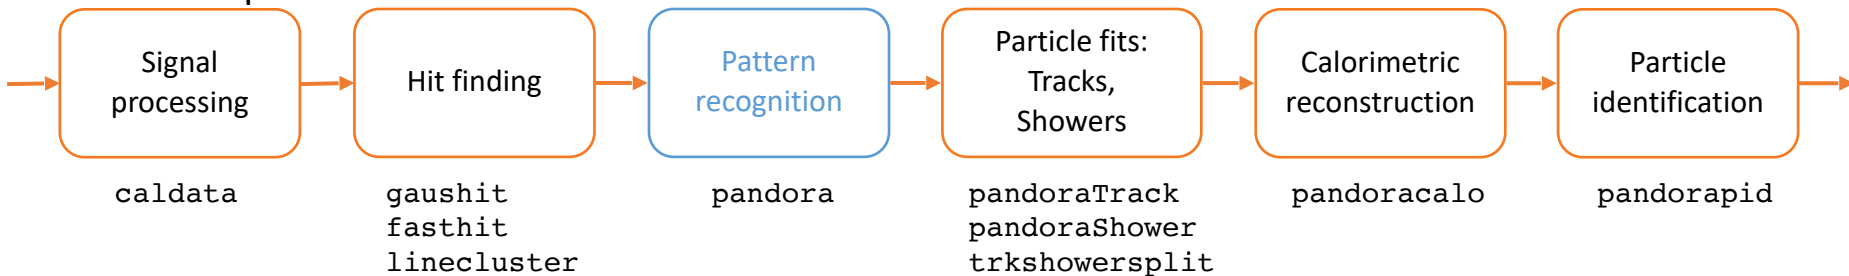 Signal
processing
Hit finding
Pattern
recognition
Particle fits:
Tracks,
Showers
Calorimetric
reconstruction
Particle
identification
caldata
gaushit
fasthit
linecluster
pandora
pandoraTrack
pandoraShower
trkshowersplit
pandoracalo
pandorapid